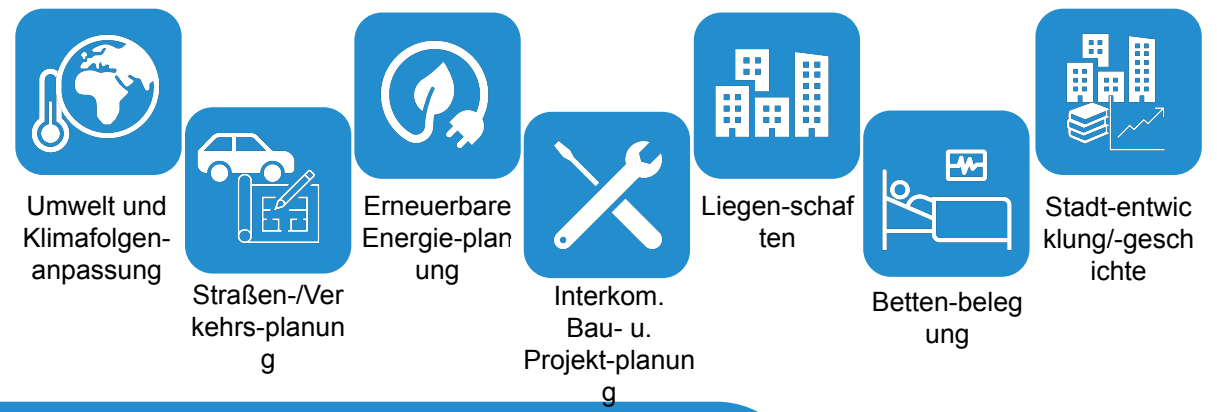 Umwelt und
Klimafolgen-
anpassung
Straßen-/Ver
kehrs-planun
g
Erneuerbare
Energie-plan
ung
Interkom.
Bau- u.
Projekt-planun
g
Liegen-schaf
ten
Betten-beleg
ung
Stadt-entwic
klung/-gesch
ichte